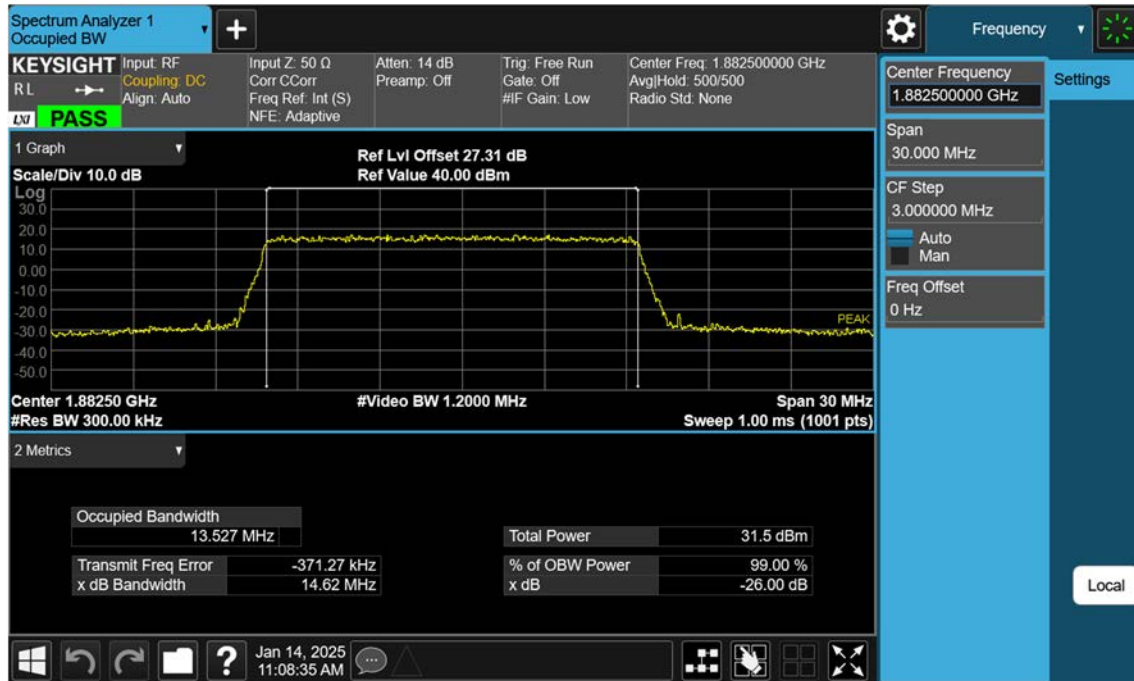 Spectrum Analyzer 1
Occupied BW
Frequency
KEYSIGHT
RL
LXI
PASS
Input: RF
Coupling: DC
Align: Auto
Input Z: 50 Ω
Corr CCorr
Freq Ref: Int (S)
NFE: Adaptive
Atten: 14 dB
Preamp: Off
Trig: Free Run
Gate: Off
#IF Gain: Low
Center Freq: 1.882500000 GHz
Avg|Hold: 500/500
Radio Std: None
Center Frequency
1.882500000 GHz
Settings
Span
30.000 MHz
CF Step
3.000000 MHz
Auto
Man
Freq Offset
0 Hz
Local
1 Graph
Scale/Div 10.0 dB
Ref Lvl Offset 27.31 dB
Ref Value 40.00 dBm
Log
30.0
20.0
10.0
0.00
-10.0
-20.0
-30.0
-40.0
-50.0
PEAK
Center 1.88250 GHz
#Video BW 1.2000 MHz
Span 30 MHz
#Res BW 300.00 kHz
Sweep 1.00 ms (1001 pts)
2 Metrics
Occupied Bandwidth
13.527 MHz
Total Power 31.5 dBm
Transmit Freq Error -371.27 kHz
% of OBW Power 99.00 %
x dB Bandwidth 14.62 MHz
x dB -26.00 dB
Jan 14, 2025
11:08:35 AM